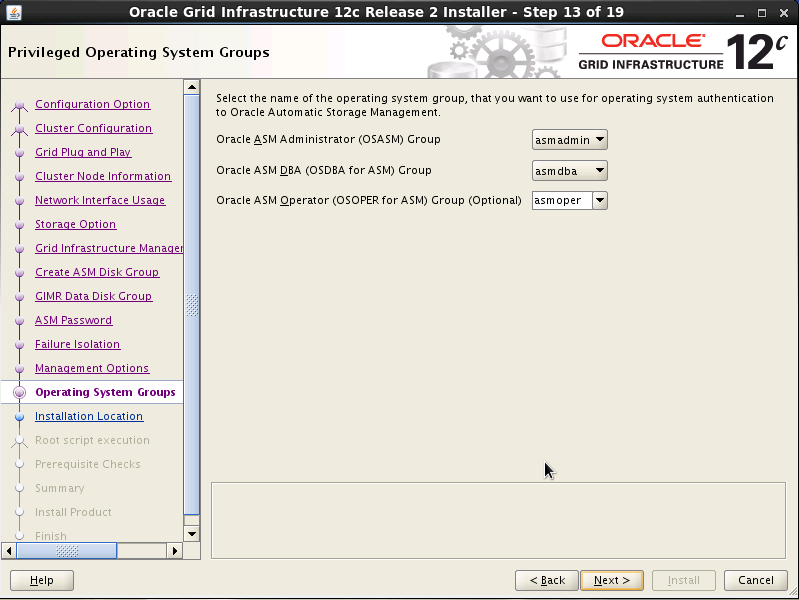 Oracle Grid Infrastructure 12c Release 2 Installer - Step 13 of 19
Privileged Operating System Groups
ORACLE
GRID INFRASTRUCTURE
12c
Configuration Option
Cluster Configuration
Grid Plug and Play
Cluster Node Information
Network Interface Usage
Storage Option
Grid Infrastructure Manager
Create ASM Disk Group
GIMR Data Disk Group
ASM Password
Failure Isolation
Management Options
Operating System Groups
Installation Location
Root script execution
Prerequisite Checks
Summary
Install Product
Finish
Select the name of the operating system group, that you want to use for operating system authentication
to Oracle Automatic Storage Management.
Oracle ASM Administrator (OSASM) Group asmadmin
Oracle ASM DBA (OSDBA for ASM) Group asmdba
Oracle ASM Operator (OSOPER for ASM) Group (Optional) asmoper
Help
< Back Next > Install Cancel